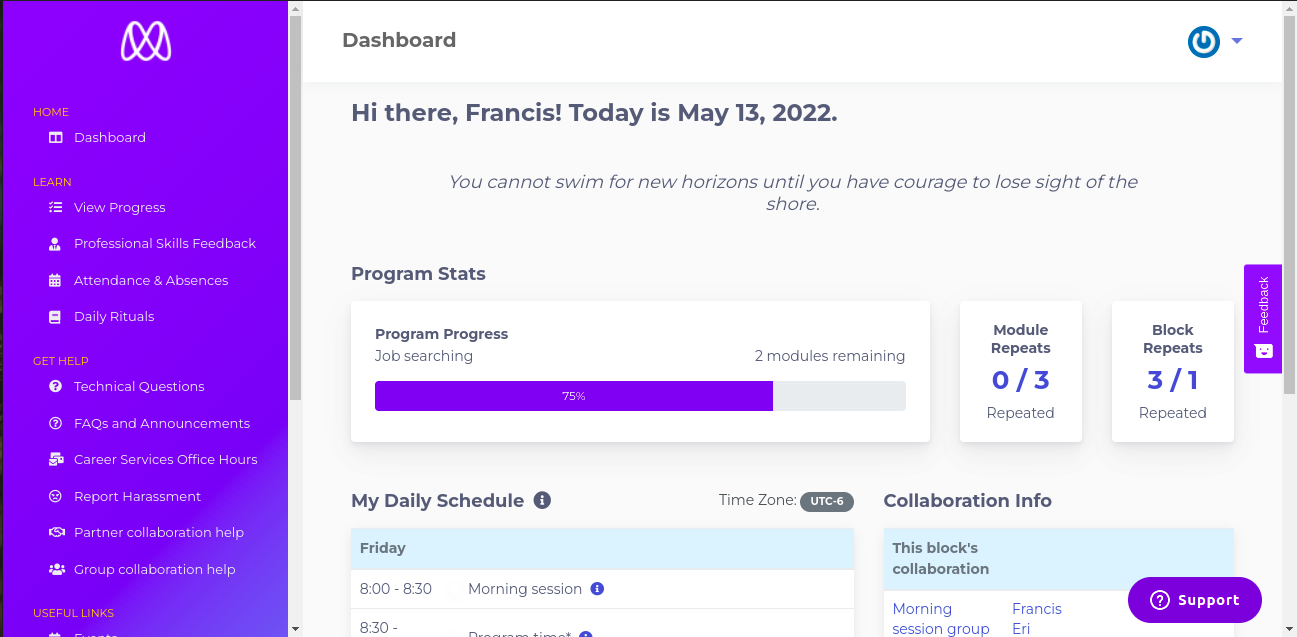 HOME
Dashboard
LEARN
View Progress
Professional Skills Feedback
Attendance & Absences
Daily Rituals
GET HELP
Technical Questions
FAQs and Announcements
Career Services Office Hours
Report Harassment
Partner collaboration help
Group collaboration help
USEFUL LINKS
Events
Dashboard
Hi there, Francis! Today is May 13, 2022.
You cannot swim for new horizons until you have courage to lose sight of the
shore.
Program Stats
Program Progress
Job searching
2 modules remaining
75%
Module
Repeats
0 / 3
Repeated
Block
Repeats
3 / 1
Repeated
Feedback
My Daily Schedule
Time Zone: UTC-6
Friday
8:00 - 8:30 Morning session
8:30 -
Program time*
Collaboration Info
This block's
collaboration
Morning
session group
Francis
Eri
Support